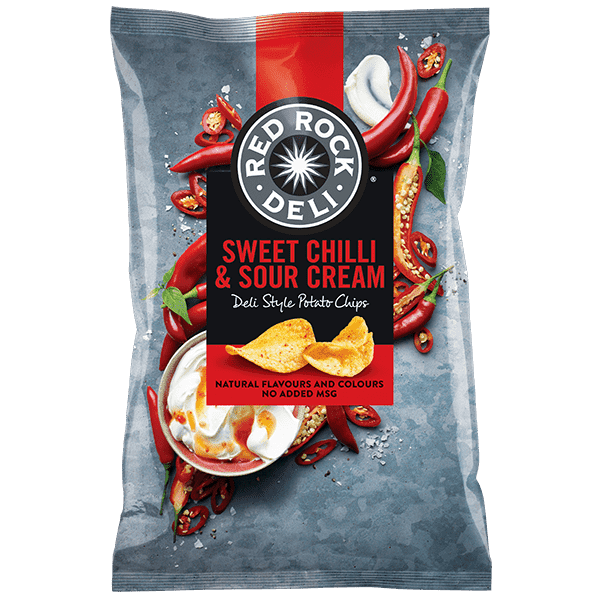 RED ROCK
DELI
®
SWEET CHILLI
& SOUR CREAM
Deli Style Potato Chips
NATURAL FLAVOURS AND COLOURS
NO ADDED MSG